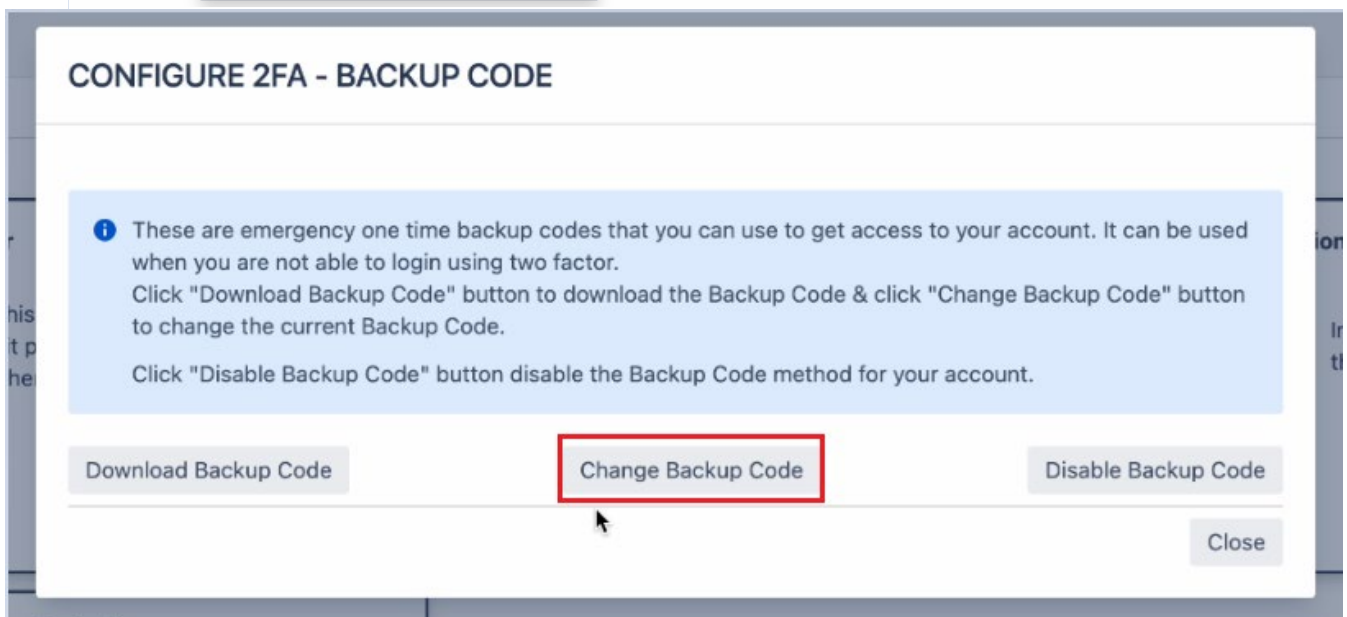 CONFIGURE 2FA - BACKUP CODE
These are emergency one time backup codes that you can use to get access to your account. It can be used
when you are not able to login using two factor.
Click "Download Backup Code" button to download the Backup Code & click "Change Backup Code" button
to change the current Backup Code.
Click "Disable Backup Code" button disable the Backup Code method for your account.
Download Backup Code
Change Backup Code
Disable Backup Code
Close